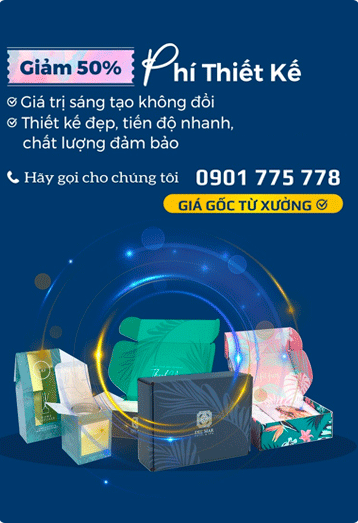 Giảm 50% Phí Thiết Kế
Giá trị sáng tạo không đổi
Thiết kế đẹp, tiến độ nhanh,
chất lượng đảm bảo
Hãy gọi cho chúng tôi 0901 775 778
GIÁ GỐC TỪ XƯỞNG